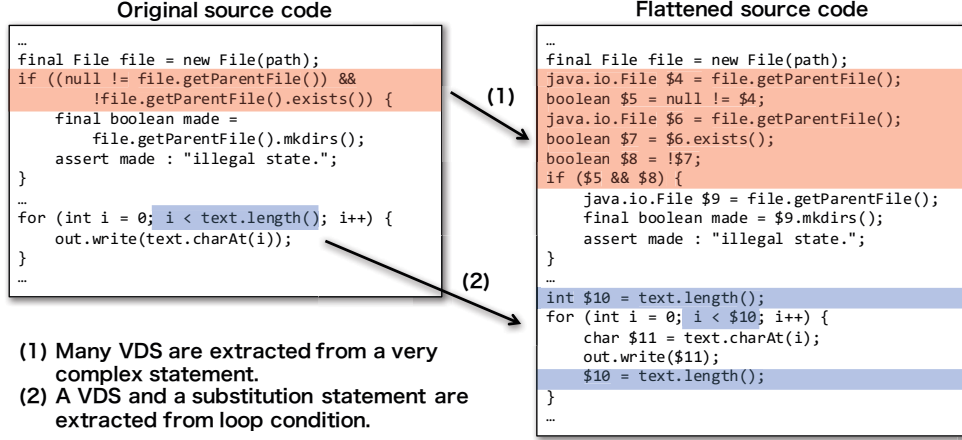 Original source code
…
final File file = new File(path);
if ((null != file.getParentFile()) &&
        !file.getParentFile().exists()) {
    final boolean made =
        file.getParentFile().mkdirs();
    assert made : "illegal state.";
}
…
for (int i = 0; i < text.length(); i++) {
    out.write(text.charAt(i));
}
…
(1)
(2)
Flattened source code
…
final File file = new File(path);
java.io.File $4 = file.getParentFile();
boolean $5 = null != $4;
java.io.File $6 = file.getParentFile();
boolean $7 = $6.exists();
boolean $8 = !$7;
if ($5 && $8) {
    java.io.File $9 = file.getParentFile();
    final boolean made = $9.mkdirs();
    assert made : "illegal state.";
}
…
int $10 = text.length();
for (int i = 0; i < $10; i++) {
    char $11 = text.charAt(i);
    out.write($11);
    $10 = text.length();
}
…
(1) Many VDS are extracted from a very
complex statement.
(2) A VDS and a substitution statement are
extracted from loop condition.